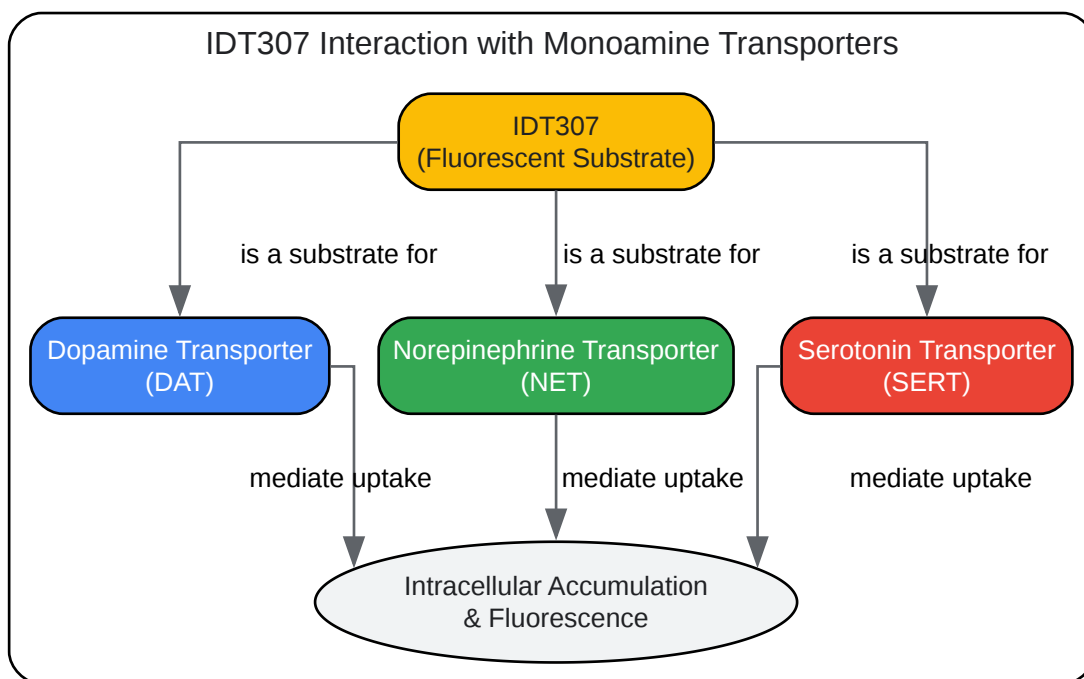 IDT307 Interaction with Monoamine Transporters
IDT307
(Fluorescent Substrate)
is a substrate for
is a substrate for
is a substrate for
Dopamine Transporter
(DAT)
Norepinephrine Transporter
(NET)
Serotonin Transporter
(SERT)
mediate uptake
mediate uptake
mediate uptake
Intracellular Accumulation
& Fluorescence